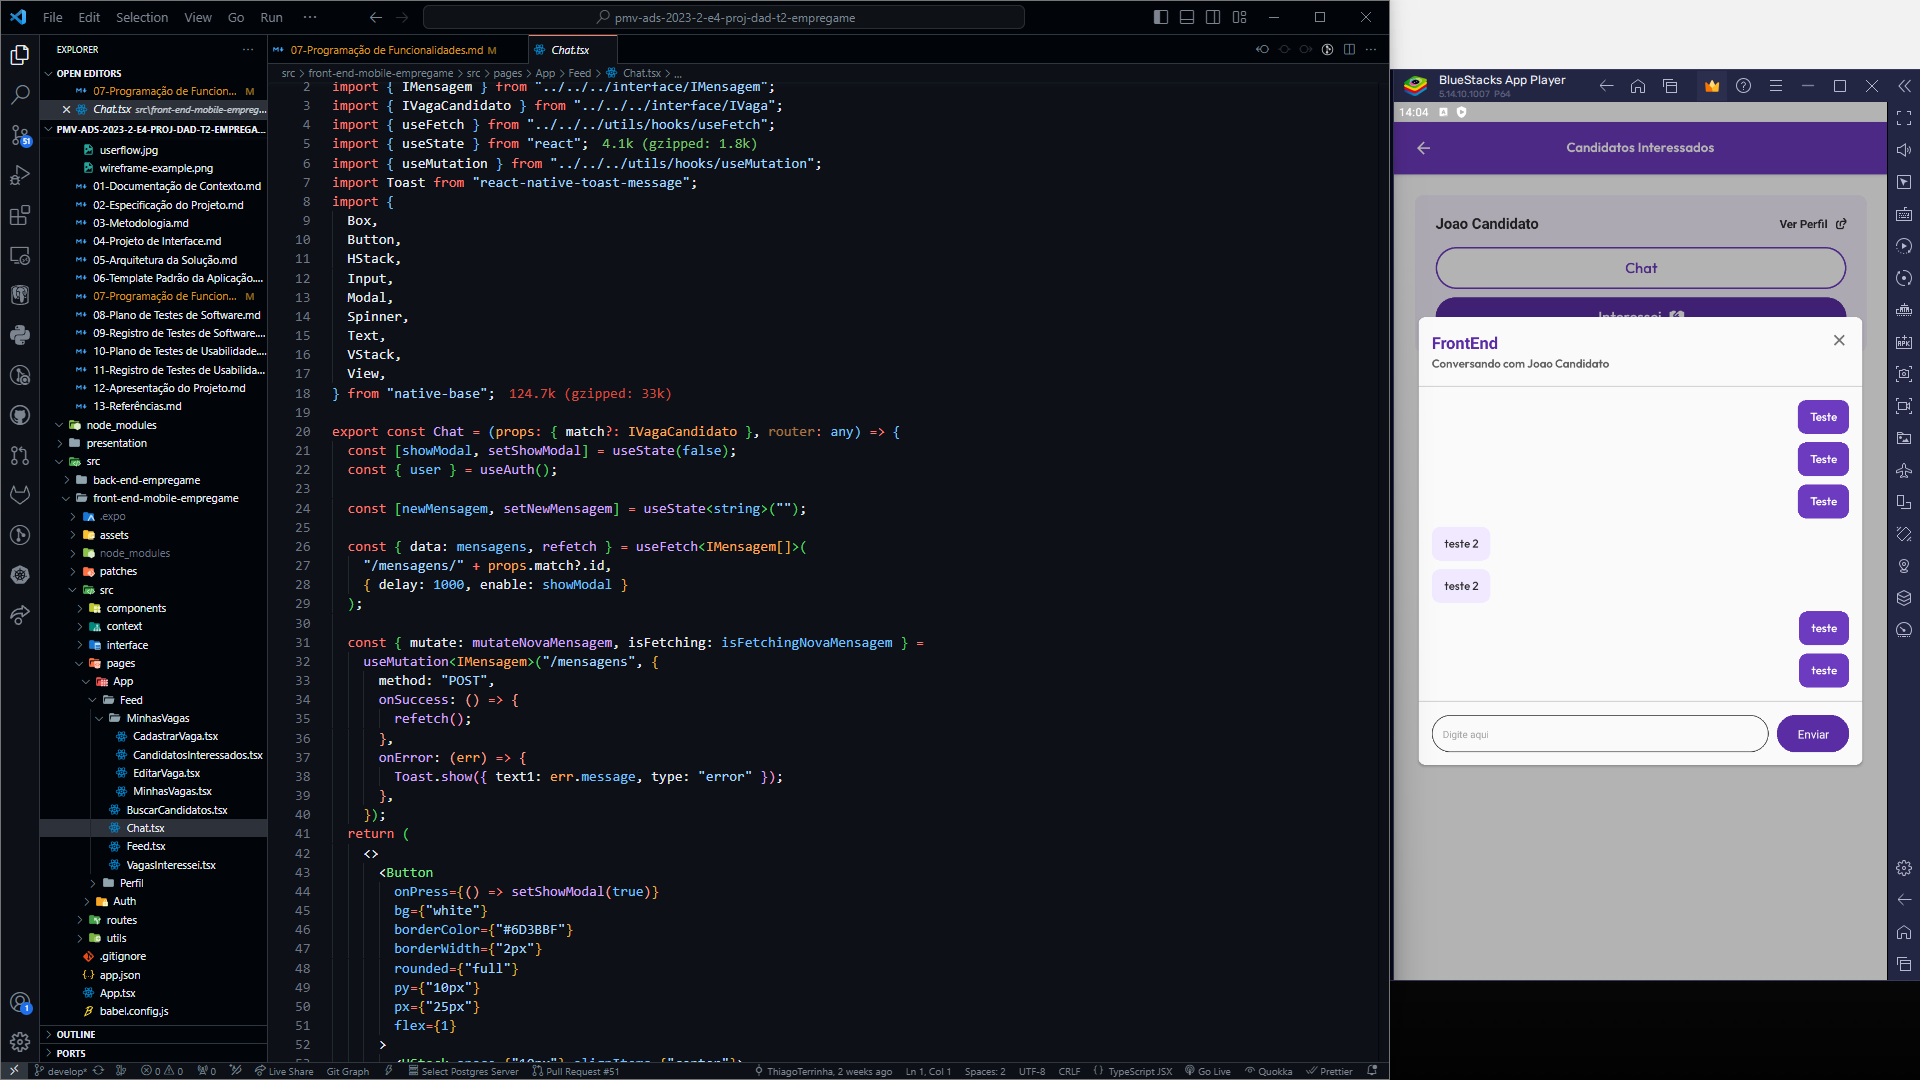 File Edit Selection View Go Run ···
pmv-ads-2023-2-e4-proj-dad-t2-empregame
EXPLORER
OPEN EDITORS
07-Programação de Funcion... M
Chat.tsx src\front-end-mobile-empreg...
PMV-ADS-2023-2-E4-PROJ-DAD-T2-EMPREGA...
userflow.jpg
wireframe-example.png
01-Documentação de Contexto.md
02-Especificação do Projeto.md
03-Metodologia.md
04-Projeto de Interface.md
05-Arquitetura da Solução.md
06-Template Padrão da Aplicação....
07-Programação de Funcion... M
08-Plano de Testes de Software.md
09-Registro de Testes de Software....
10-Plano de Testes de Usabilidade....
11-Registro de Testes de Usabilida...
12-Apresentação do Projeto.md
13-Referências.md
node_modules
presentation
src
back-end-empregame
front-end-mobile-empregame
.expo
assets
node_modules
patches
src
components
context
interface
pages
App
Feed
MinhasVagas
CadastrarVaga.tsx
CandidatosInteressados.tsx
EditarVaga.tsx
MinhasVagas.tsx
BuscarCandidatos.tsx
Chat.tsx
Feed.tsx
VagasInteressei.tsx
Perfil
Auth
routes
utils
.gitignore
app.json
App.tsx
babel.config.js
OUTLINE
PORTS
51
1
07-Programação de Funcionalidades.md M
Chat.tsx
src > front-end-mobile-empregame > src > pages > App > Feed > Chat.tsx > ...
2 import { IMensagem } from "../../../interface/IMensagem";
3 import { IVagaCandidato } from "../../../interface/IVaga";
4 import { useFetch } from "../../../utils/hooks/useFetch";
5 import { useState } from "react"; 4.1k (gzipped: 1.8k)
6 import { useMutation } from "../../../utils/hooks/useMutation";
7 import Toast from "react-native-toast-message";
8 import {
9 Box,
10 Button,
11 HStack,
12 Input,
13 Modal,
14 Spinner,
15 Text,
16 VStack,
17 View,
18 } from "native-base"; 124.7k (gzipped: 33k)
19
20 export const Chat = (props: { match?: IVagaCandidato }, router: any) => {
21 const [showModal, setShowModal] = useState(false);
22 const { user } = useAuth();
23
24 const [newMensagem, setNewMensagem] = useState<string>("");
25
26 const { data: mensagens, refetch } = useFetch<IMensagem[]>(
27 "/mensagens/" + props.match?.id,
28 { delay: 1000, enable: showModal }
29 );
30
31 const { mutate: mutateNovaMensagem, isFetching: isFetchingNovaMensagem } =
32 useMutation<IMensagem>("/mensagens", {
33 method: "POST",
34 onSuccess: () => {
35 refetch();
36 },
37 onError: (err) => {
38 Toast.show({ text1: err.message, type: "error" });
39 },
40 });
41 return (
42 <>
43 <Button
44 onPress={() => setShowModal(true)}
45 bg={"white"}
46 borderColor={"#6D3BBF"}
47 borderWidth={"2px"}
48 rounded={"full"}
49 py={"10px"}
50 px={"25px"}
51 flex={1}
52 >
53 <HStack space={"10px"} alignItems={"center"}>
develop* 0 0 0 Live Share Git Graph Select Postgres Server Pull Request #51
ThiagoTerrinha, 2 weeks ago Ln 1, Col 1 Spaces: 2 UTF-8 CRLF TypeScript JSX Go Live Quokka Prettier
BlueStacks App Player
5.14.10.1007 P64
14:04
Candidatos Interessados
Joao Candidato
Ver Perfil
Chat
Interessei
FrontEnd
Conversando com Joao Candidato
Teste
Teste
Teste
teste 2
teste 2
teste
teste
Digite aqui
Enviar